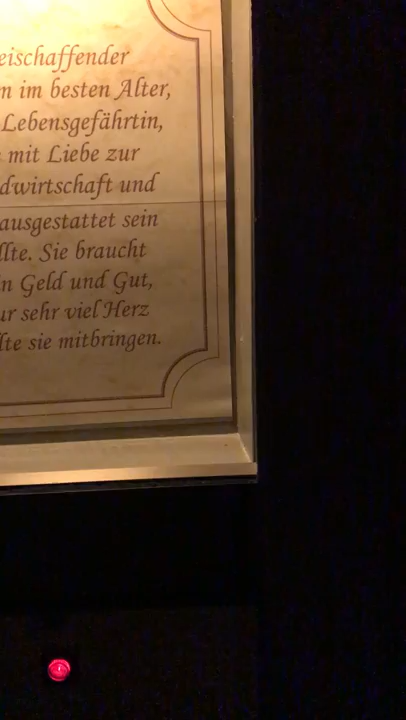 eischaffender
n im besten Alter,
Lebensgefährtin,
mit Liebe zur
dwirtschaft und
ausgestattet sein
llte. Sie braucht
in Geld und Gut,
ur sehr viel Herz
llte sie mitbringen.